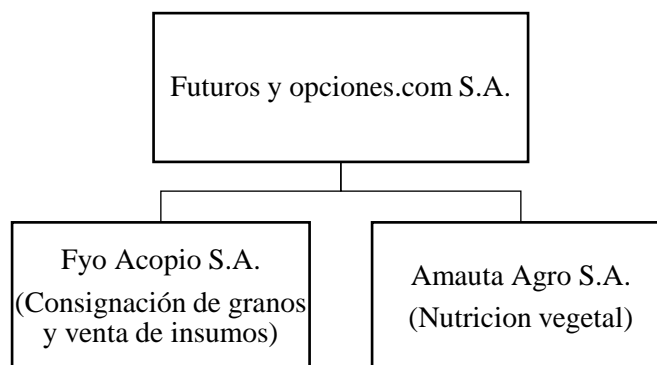 Futuros y opciones.com S.A.
Fyo Acopio S.A.
(Consignación de granos
y venta de insumos)
Amauta Agro S.A.
(Nutricion vegetal)